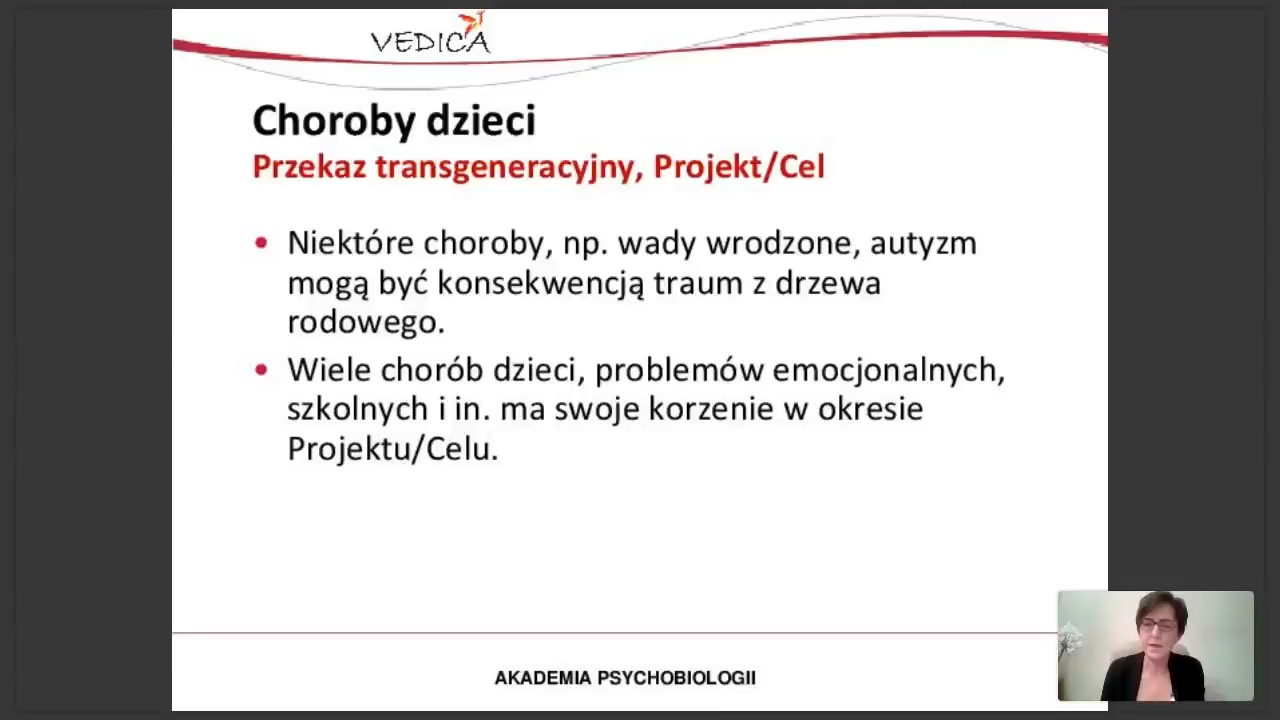 VEDICA
Choroby dzieci
Przekaz transgeneracyjny, Projekt/Cel
• Niektóre choroby, np. wady wrodzone, autyzm
mogą być konsekwencją traum z drzewa
rodowego.
• Wiele chorób dzieci, problemów emocjonalnych,
szkolnych i in. ma swoje korzenie w okresie
Projektu/Celu.
AKADEMIA PSYCHOBIOLOGII